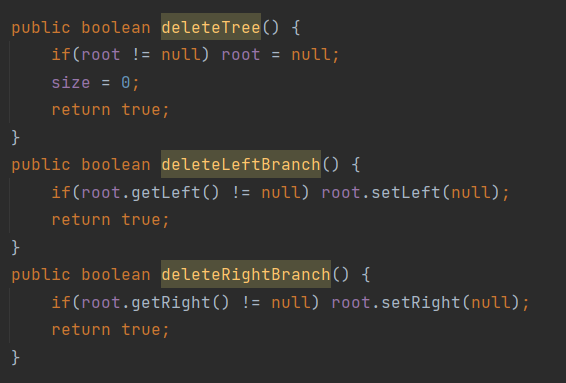 public boolean deleteTree() {
if(root != null) root = null;
size = 0;
return true;
}
public boolean deleteLeftBranch() {
if(root.getLeft() != null) root.setLeft(null);
return true;
}
public boolean deleteRightBranch() {
if(root.getRight() != null) root.setRight(null);
return true;
}